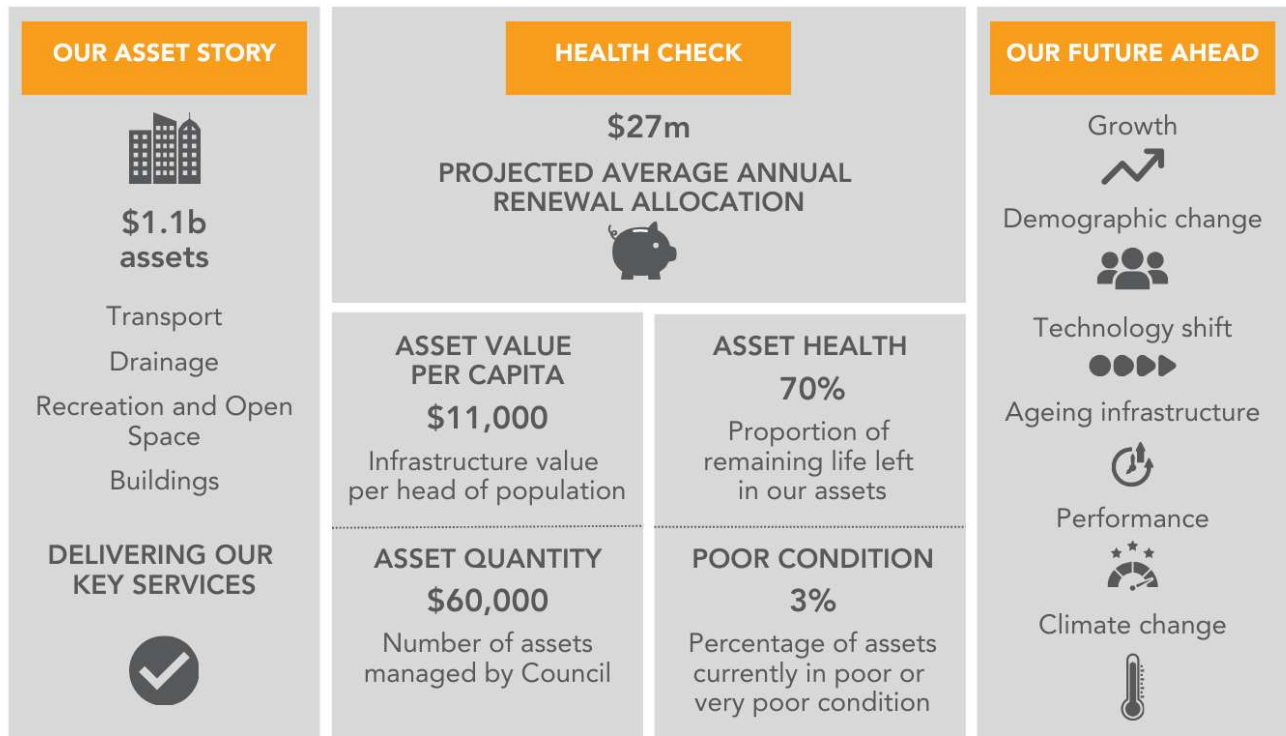 OUR ASSET STORY
$1.1b
assets
Transport
Drainage
Recreation and Open
Space
Buildings
DELIVERING OUR
KEY SERVICES
HEALTH CHECK
$27m
PROJECTED AVERAGE ANNUAL
RENEWAL ALLOCATION
ASSET VALUE
PER CAPITA
$11,000
Infrastructure value
per head of population
ASSET HEALTH
70%
Proportion of
remaining life left
in our assets
ASSET QUANTITY
$60,000
Number of assets
managed by Council
POOR CONDITION
3%
Percentage of assets
currently in poor or
very poor condition
OUR FUTURE AHEAD
Growth
Demographic change
Technology shift
Ageing infrastructure
Performance
Climate change